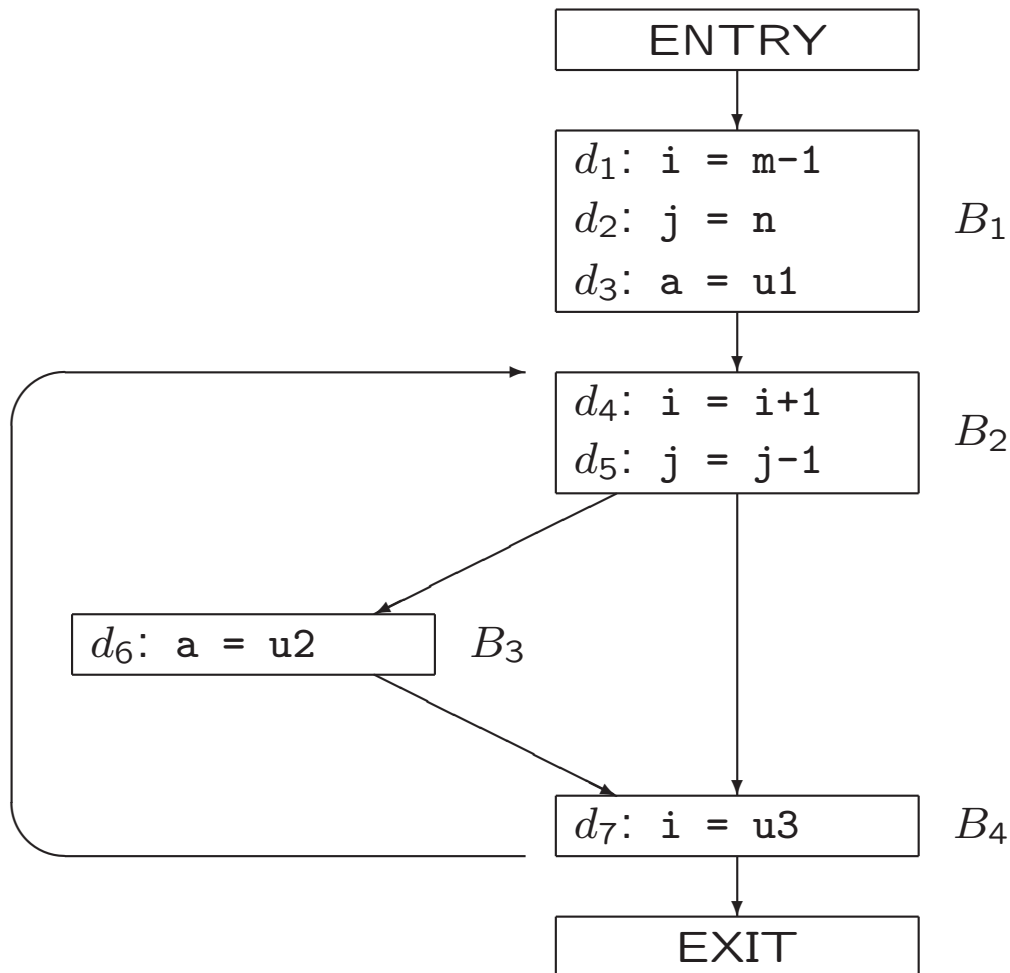 ENTRY
d₁: i = m-1
d₂: j = n
d₃: a = u1
B₁
d₄: i = i+1
d₅: j = j-1
B₂
d₆: a = u2
B₃
d₇: i = u3
B₄
EXIT